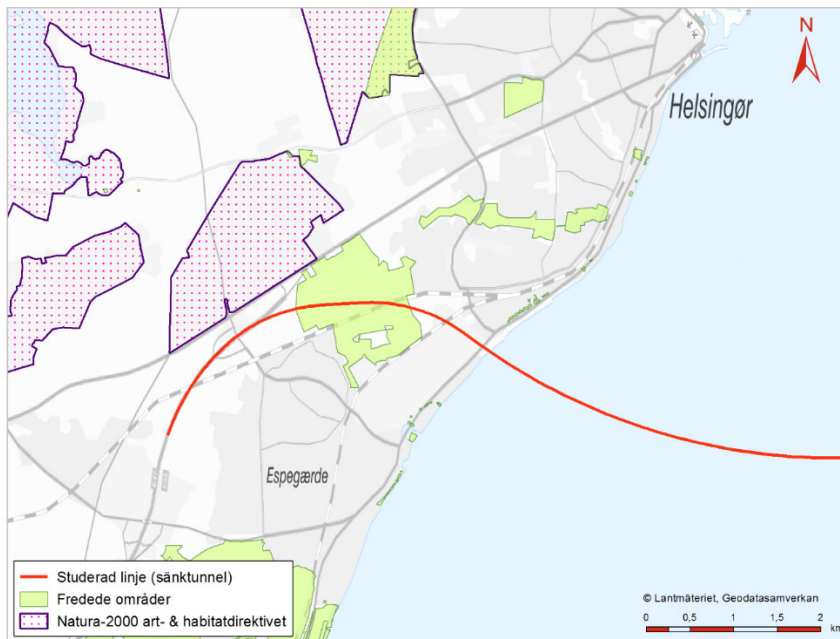 N
Helsingør
Espegærde
Studerad linje (sänktunnel)
Fredede områder
Natura-2000 art- & habitatdirektivet
© Lantmäteriet, Geodatasamverkan
0 0,5 1 1,5 2
km